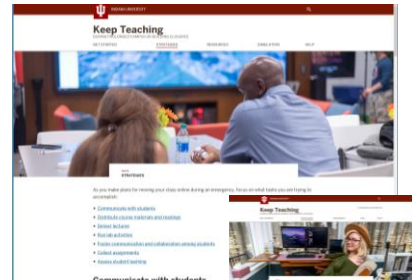 INDIANA UNIVERSITY
Keep Teaching
GET STARTED STRATEGIES RESOURCES SIMULATION HELP
STRATEGIES
As you make plans for moving your class online during an emergency, focus on what tasks you are trying to
accomplish:
Communicate with students
Distribute course materials and readings
Deliver lectures
Run lab activities
Foster communication and collaboration among students
Collect assignments
Assess student learning
Communicate with students
Keep Teaching